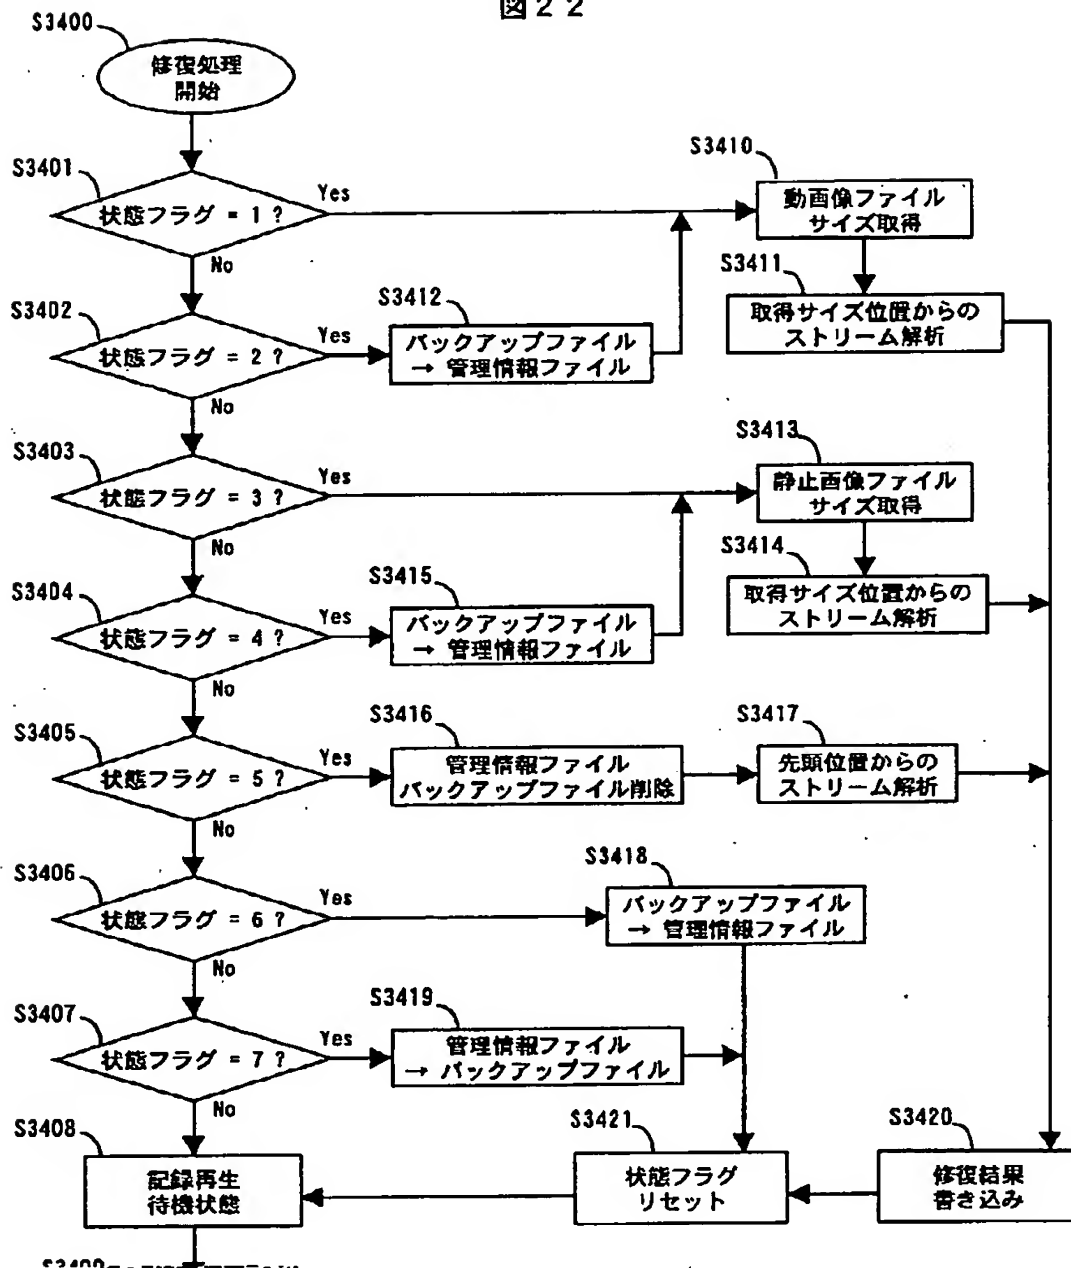 図２２
S3400
修復処理
開始
S3401
状態フラグ = 1 ?
Yes
No
S3410
動画像ファイル
サイズ取得
S3411
取得サイズ位置からの
ストリーム解析
S3402
状態フラグ = 2 ?
Yes
No
S3412
バックアップファイル
→ 管理情報ファイル
S3403
状態フラグ = 3 ?
Yes
No
S3413
静止画像ファイル
サイズ取得
S3414
取得サイズ位置からの
ストリーム解析
S3404
状態フラグ = 4 ?
Yes
No
S3415
バックアップファイル
→ 管理情報ファイル
S3405
状態フラグ = 5 ?
Yes
No
S3416
管理情報ファイル
バックアップファイル削除
S3417
先頭位置からの
ストリーム解析
S3406
状態フラグ = 6 ?
Yes
No
S3418
バックアップファイル
→ 管理情報ファイル
S3407
状態フラグ = 7 ?
Yes
No
S3419
管理情報ファイル
→ バックアップファイル
S3408
記録再生
待機状態
S3421
状態フラグ
リセット
S3420
修復結果
書き込み